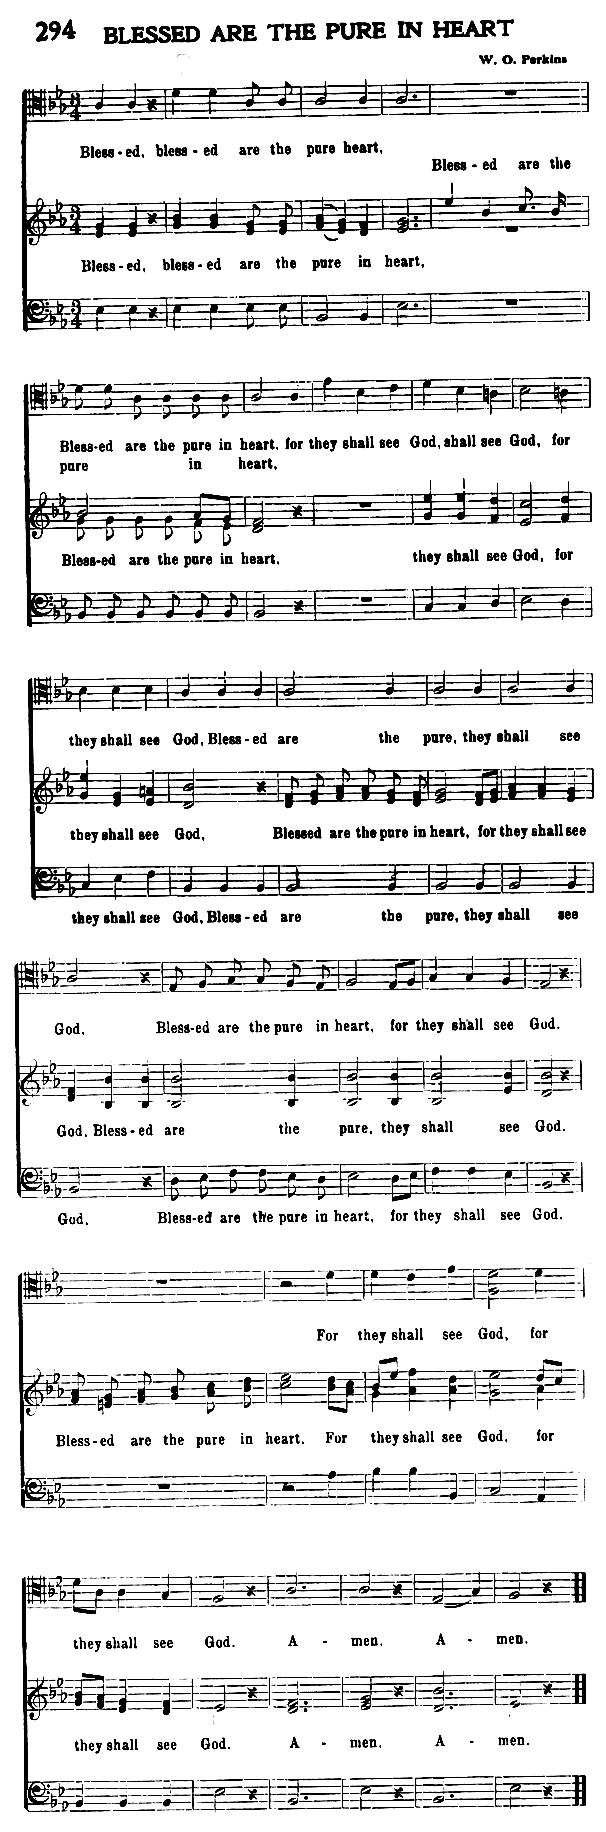 294 BLESSED ARE THE PURE IN HEART
W. O. Perkins
3/4
Bless-ed, bless-ed are the pure heart,
Bless-ed are the
3/4
Bless-ed, bless-ed are the pure in heart,
3/4
Bless-ed are the pure in heart, for they shall see God, shall see God, for
pure in heart,
Bless-ed are the pure in heart, they shall see God, for
they shall see God, Bless-ed are the pure, they shall see
they shall see God, Blessed are the pure in heart, for they shall see
they shall see God, Bless-ed are the pure, they shall see
God, Bless-ed are the pure in heart, for they shall see God.
God, Bless-ed are the pure, they shall see God.
God, Bless-ed are the pure in heart, for they shall see God.
For they shall see God, for
Bless-ed are the pure in heart. For they shall see God, for
they shall see God. A - men, A - men.
they shall see God. A - men, A - men.